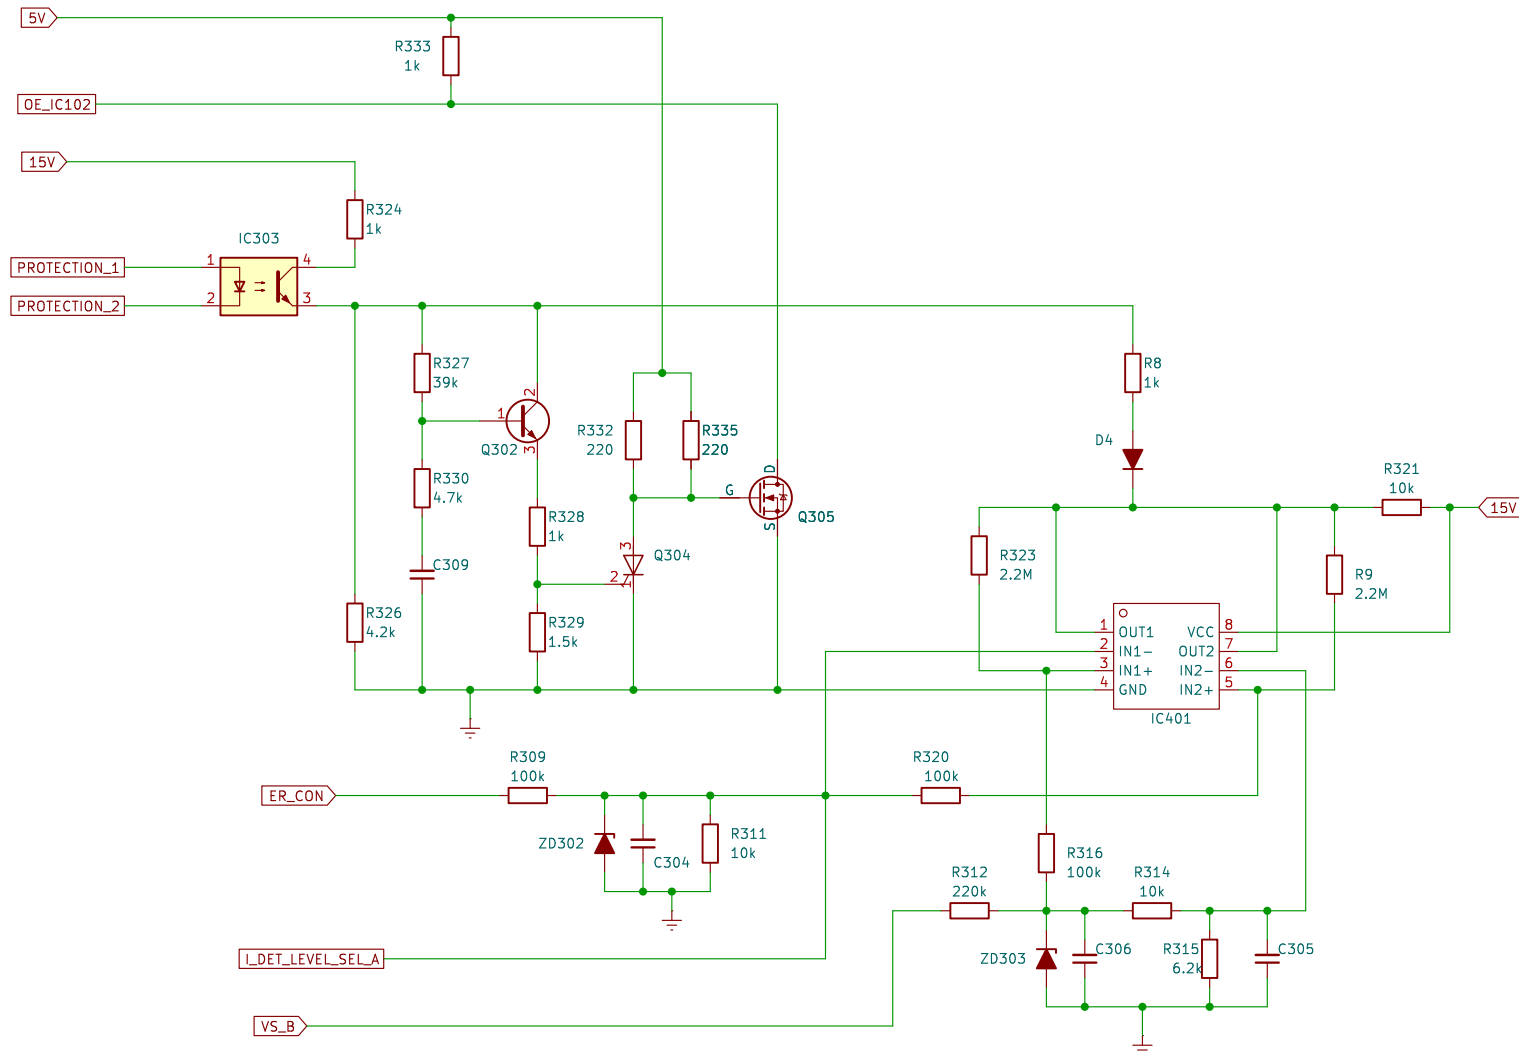 5V
R333
1k
OE_IC102
15V
R324
1k
IC303
PROTECTION_1
1
4
PROTECTION_2
2
3
R327
39k
2
R8
1k
1
Q302
3
R332
220
R335
220
D4
D
G
S
Q305
R321
10k
15V
R330
4.7k
R328
1k
3
Q304
2
1
C309
R323
2.2M
R9
2.2M
R326
4.2k
R329
1.5k
1 OUT1
VCC 8
2 IN1-
OUT2 7
3 IN1+
IN2- 6
4 GND
IN2+ 5
IC401
R309
100k
R320
100k
ER_CON
ZD302
C304
R311
10k
R316
100k
R312
220k
R314
10k
ZD303
C306
R315
6.2k
C305
I_DET_LEVEL_SEL_A
VS_B